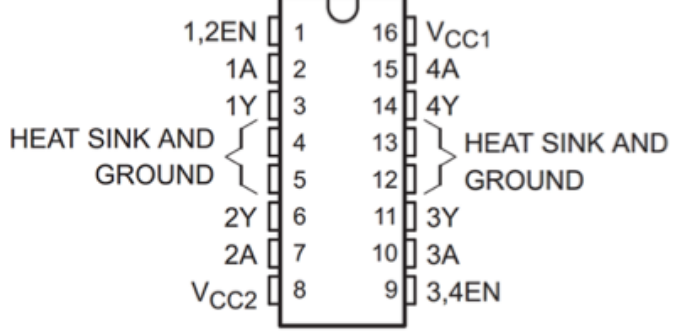 1,2EN 1 16 VCC1
1A 2 15 4A
1Y 3 14 4Y
HEAT SINK AND 4 13 HEAT SINK AND
GROUND 5 12 GROUND
2Y 6 11 3Y
2A 7 10 3A
VCC2 8 9 3,4EN